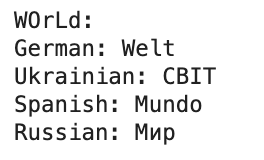 WOrLd:
German: Welt
Ukrainian: СВІТ
Spanish: Mundo
Russian: Мир